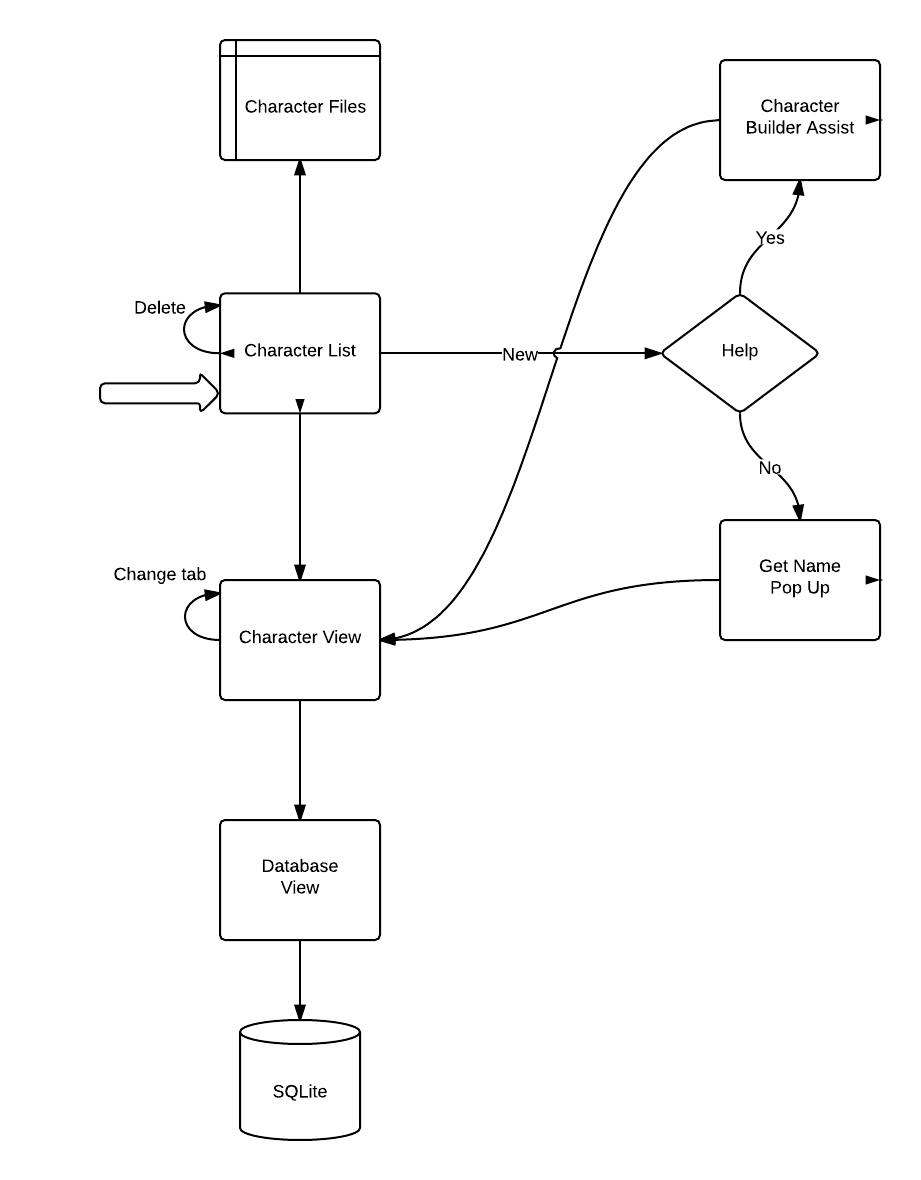 Character Files
Character
Builder Assist
Yes
Delete
Character List
New
Help
No
Change tab
Get Name
Pop Up
Character View
Database
View
SQLite